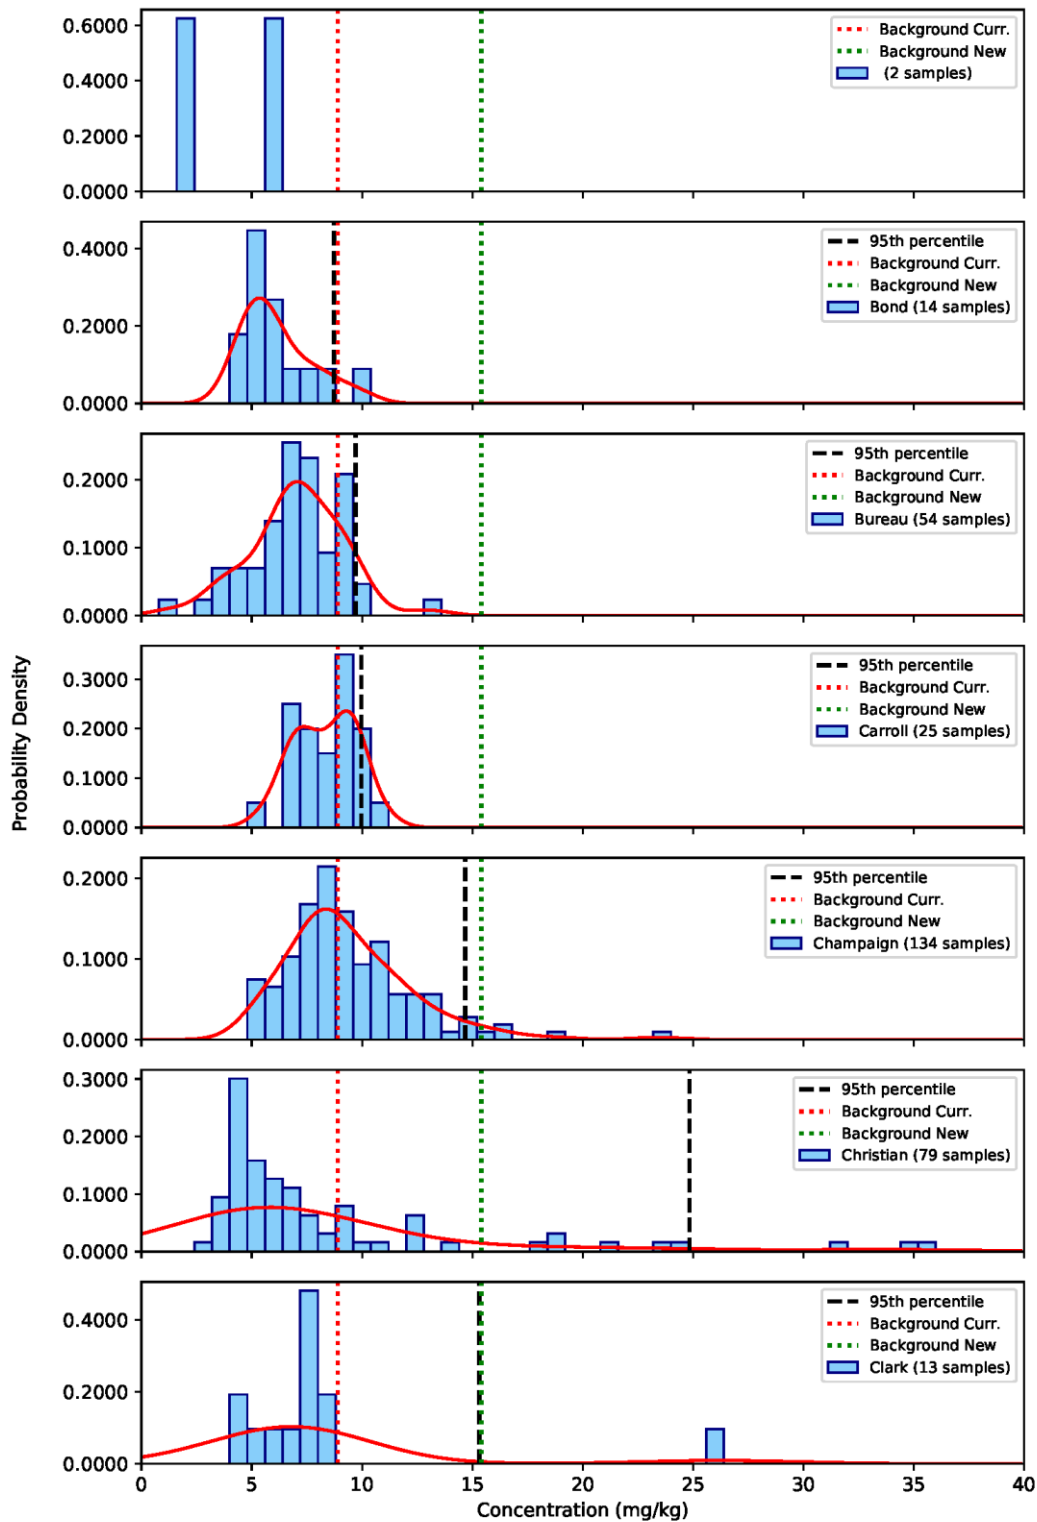 0.6000
0.4000
0.2000
0.0000
Background Curr.
Background New
(2 samples)
0.4000
0.2000
0.0000
95th percentile
Background Curr.
Background New
Bond (14 samples)
0.2000
0.1000
0.0000
95th percentile
Background Curr.
Background New
Bureau (54 samples)
Probability Density
0.3000
0.2000
0.1000
0.0000
95th percentile
Background Curr.
Background New
Carroll (25 samples)
0.2000
0.1000
0.0000
95th percentile
Background Curr.
Background New
Champaign (134 samples)
0.3000
0.2000
0.1000
0.0000
95th percentile
Background Curr.
Background New
Christian (79 samples)
0.4000
0.2000
0.0000
95th percentile
Background Curr.
Background New
Clark (13 samples)
0 5 10 15 20 25 30 35 40
Concentration (mg/kg)